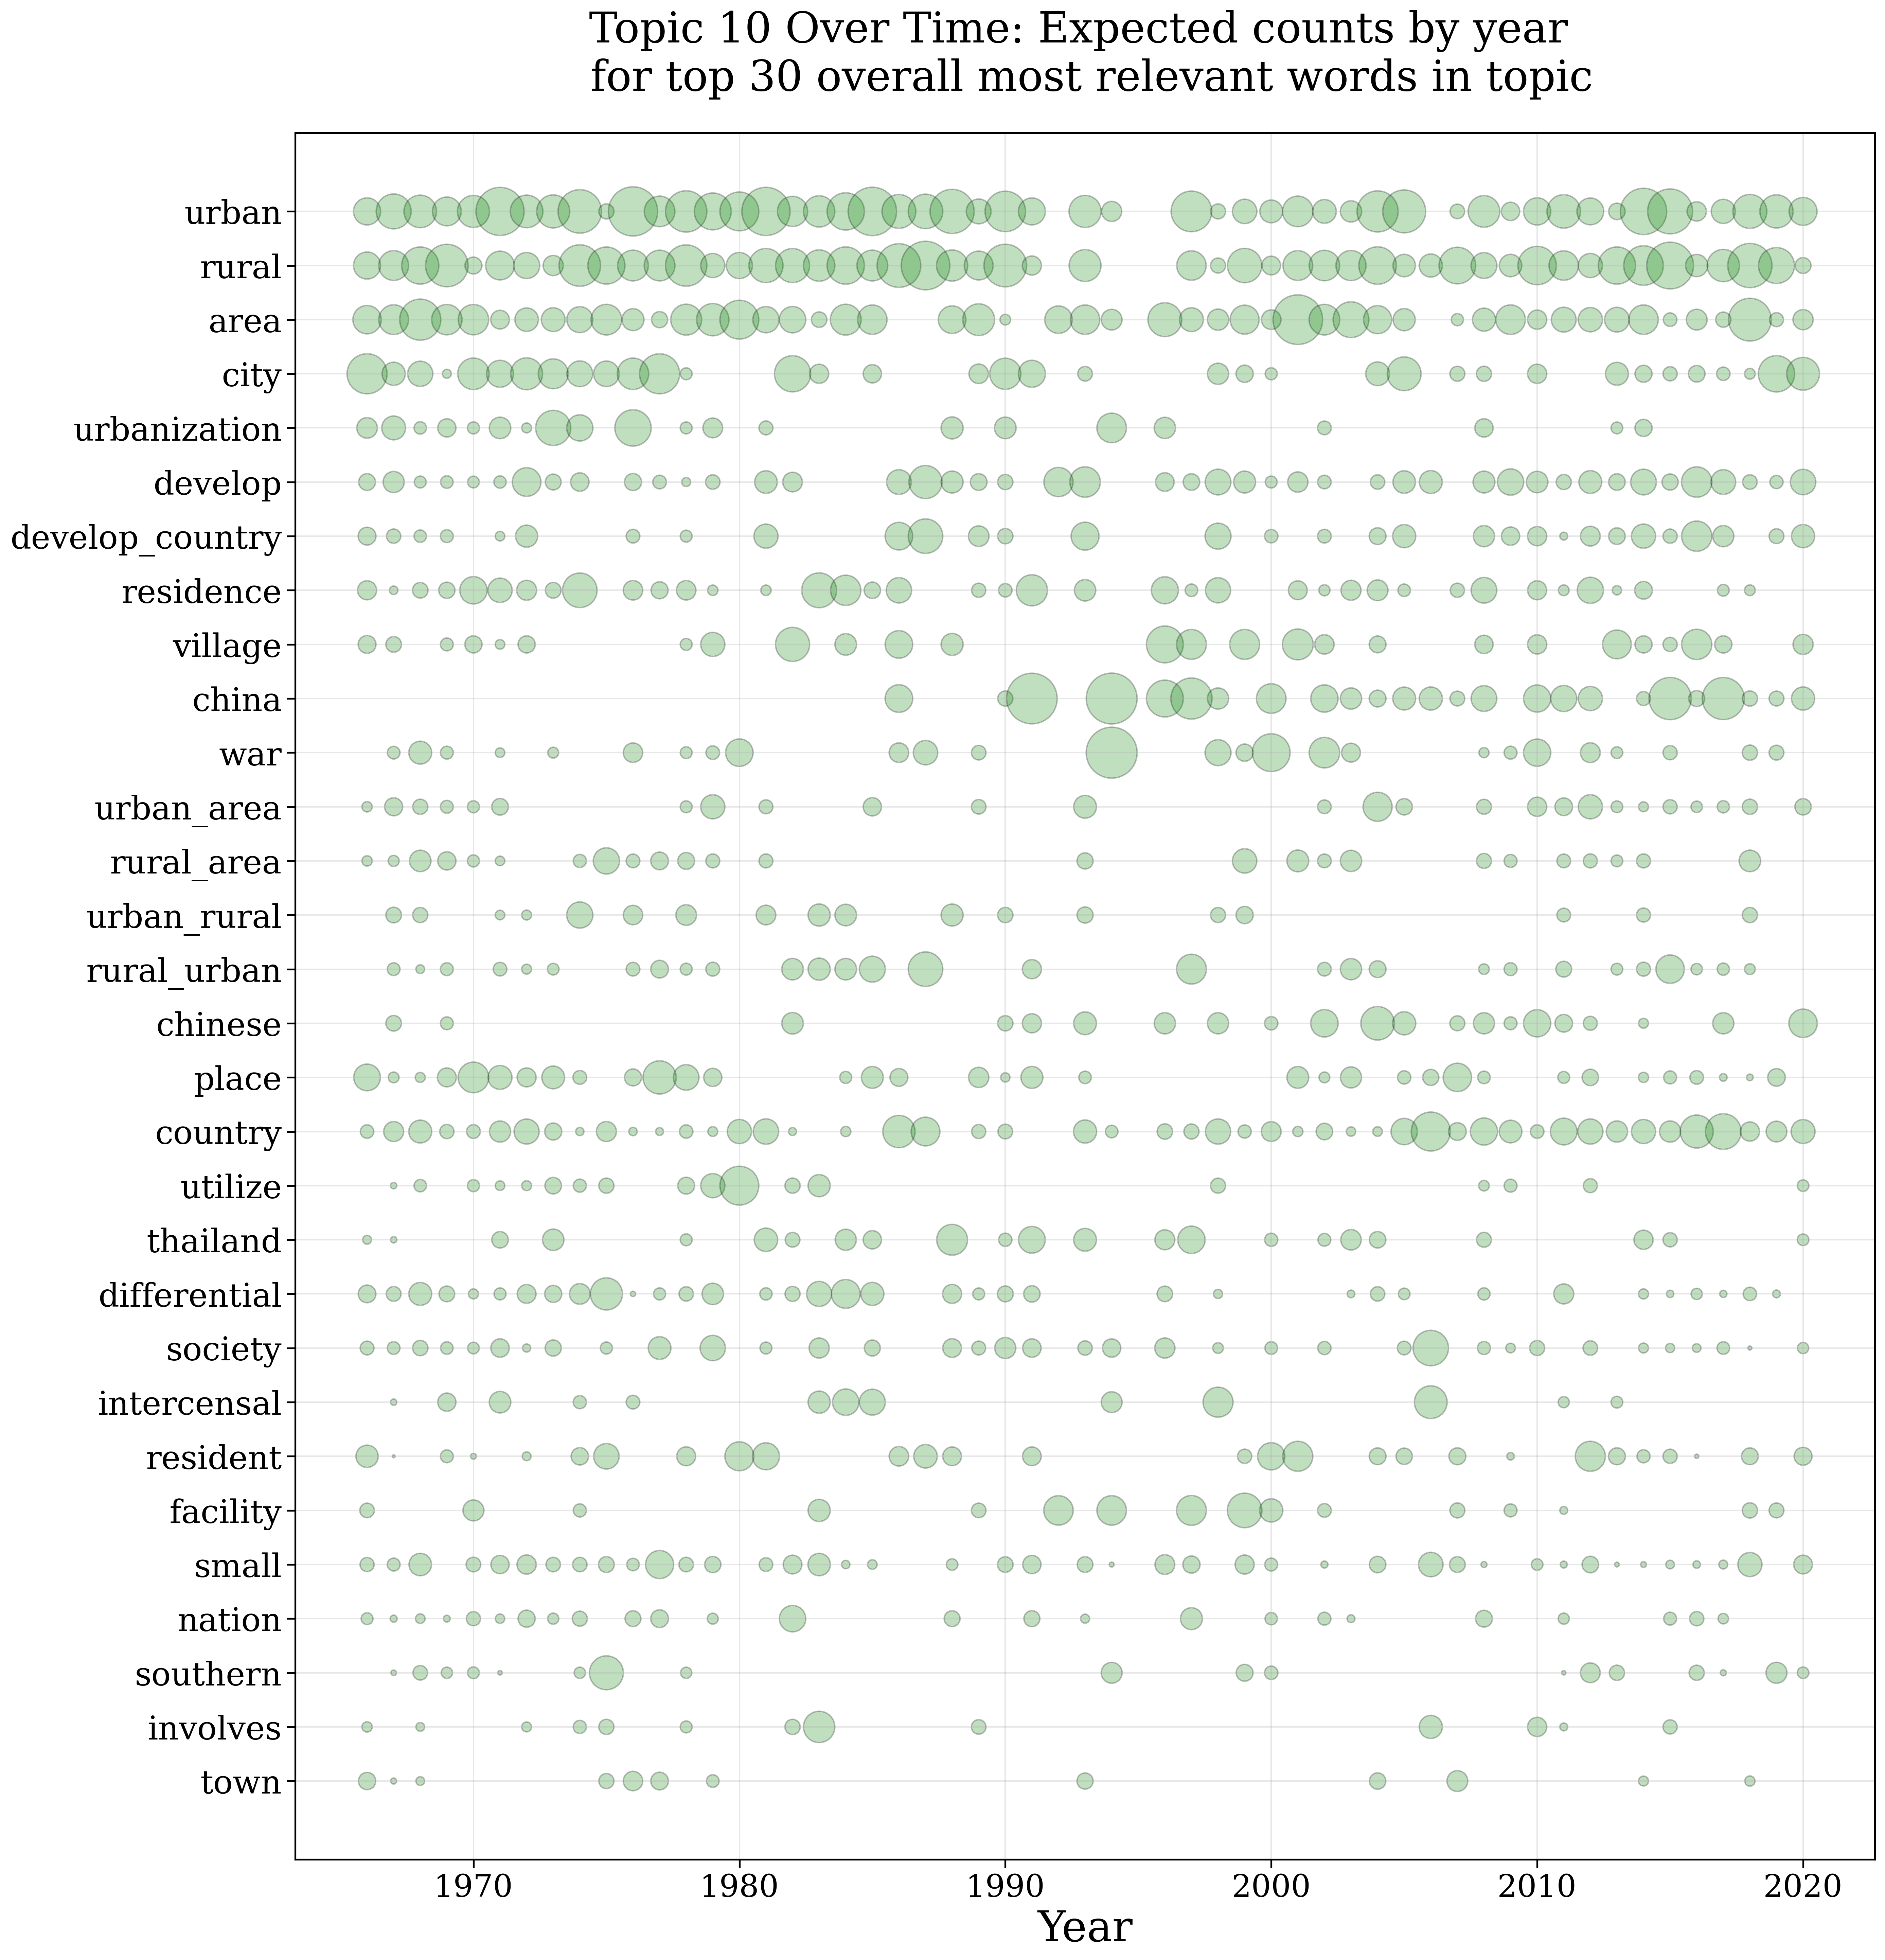 Topic 10 Over Time: Expected counts by year
for top 30 overall most relevant words in topic
urban
rural
area
city
urbanization
develop
develop_country
residence
village
china
war
urban_area
rural_area
urban_rural
rural_urban
chinese
place
country
utilize
thailand
differential
society
intercensal
resident
facility
small
nation
southern
involves
town
1970
1980
1990
2000
2010
2020
Year